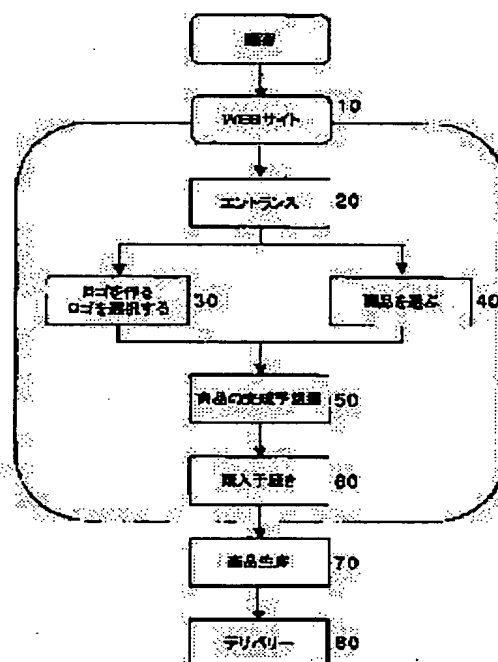 顧客
WEBサイト
10
エントランス
20
ロゴを作る
ロゴを選択する
30
商品を選ぶ
40
商品の完成予想図
50
購入手続き
60
商品生産
70
デリバリー
80